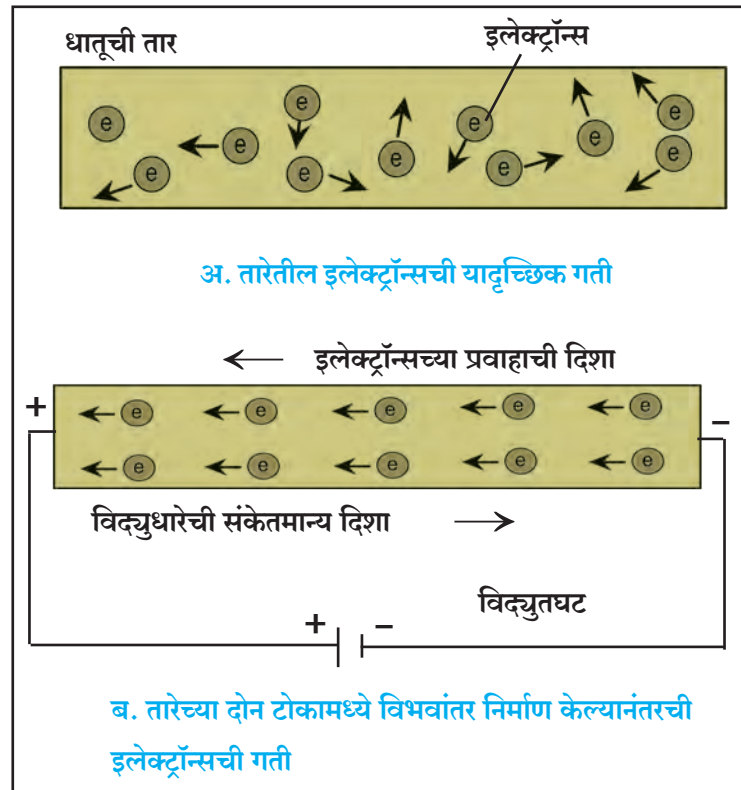 धातूची तार
इलेक्ट्रॉन्स
e e e e e e e e e e e e
अ. तारेतील इलेक्ट्रॉन्सची यादृच्छिक गती
← इलेक्ट्रॉन्सच्या प्रवाहाची दिशा
+ −
e e e e e
e e e e e
विद्युधारेची संकेतमान्य दिशा →
विद्युतघट
+ −
ब. तारेच्या दोन टोकामध्ये विभवांतर निर्माण केल्यानंतरची
इलेक्ट्रॉन्सची गती